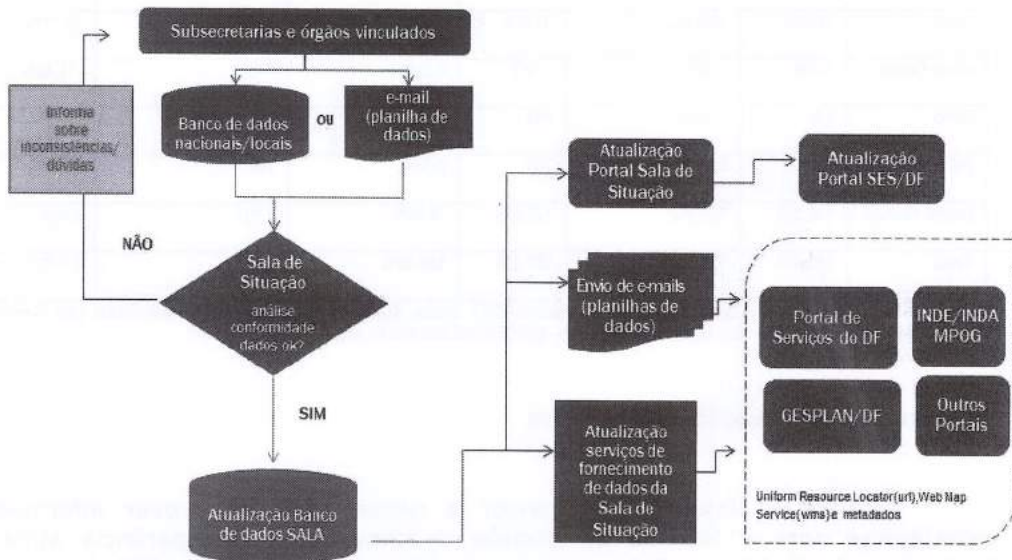 Subsecretarias e órgãos vinculados
Informa
sobre
inconsistências/
dúvidas
Banco de dados
nacionais/locais
OU
e-mail
(planilha de
dados)
NÃO
Sala de
Situação
análise
conformidade
dados ok?
SIM
Atualização Banco
de dados SALA
Atualização
Portal Sala de
Situação
Atualização
Portal SES/DF
Envio de e-mails
(planilhas de
dados)
Atualização
serviços de
fornecimento
de dados da
Sala de
Situação
Portal de
Serviços do DF
INDE/INDA
MPOG
GESPLAN/DF
Outros
Portais
Uniform Resource Locator(url),Web Map
Service(wms)e metadados